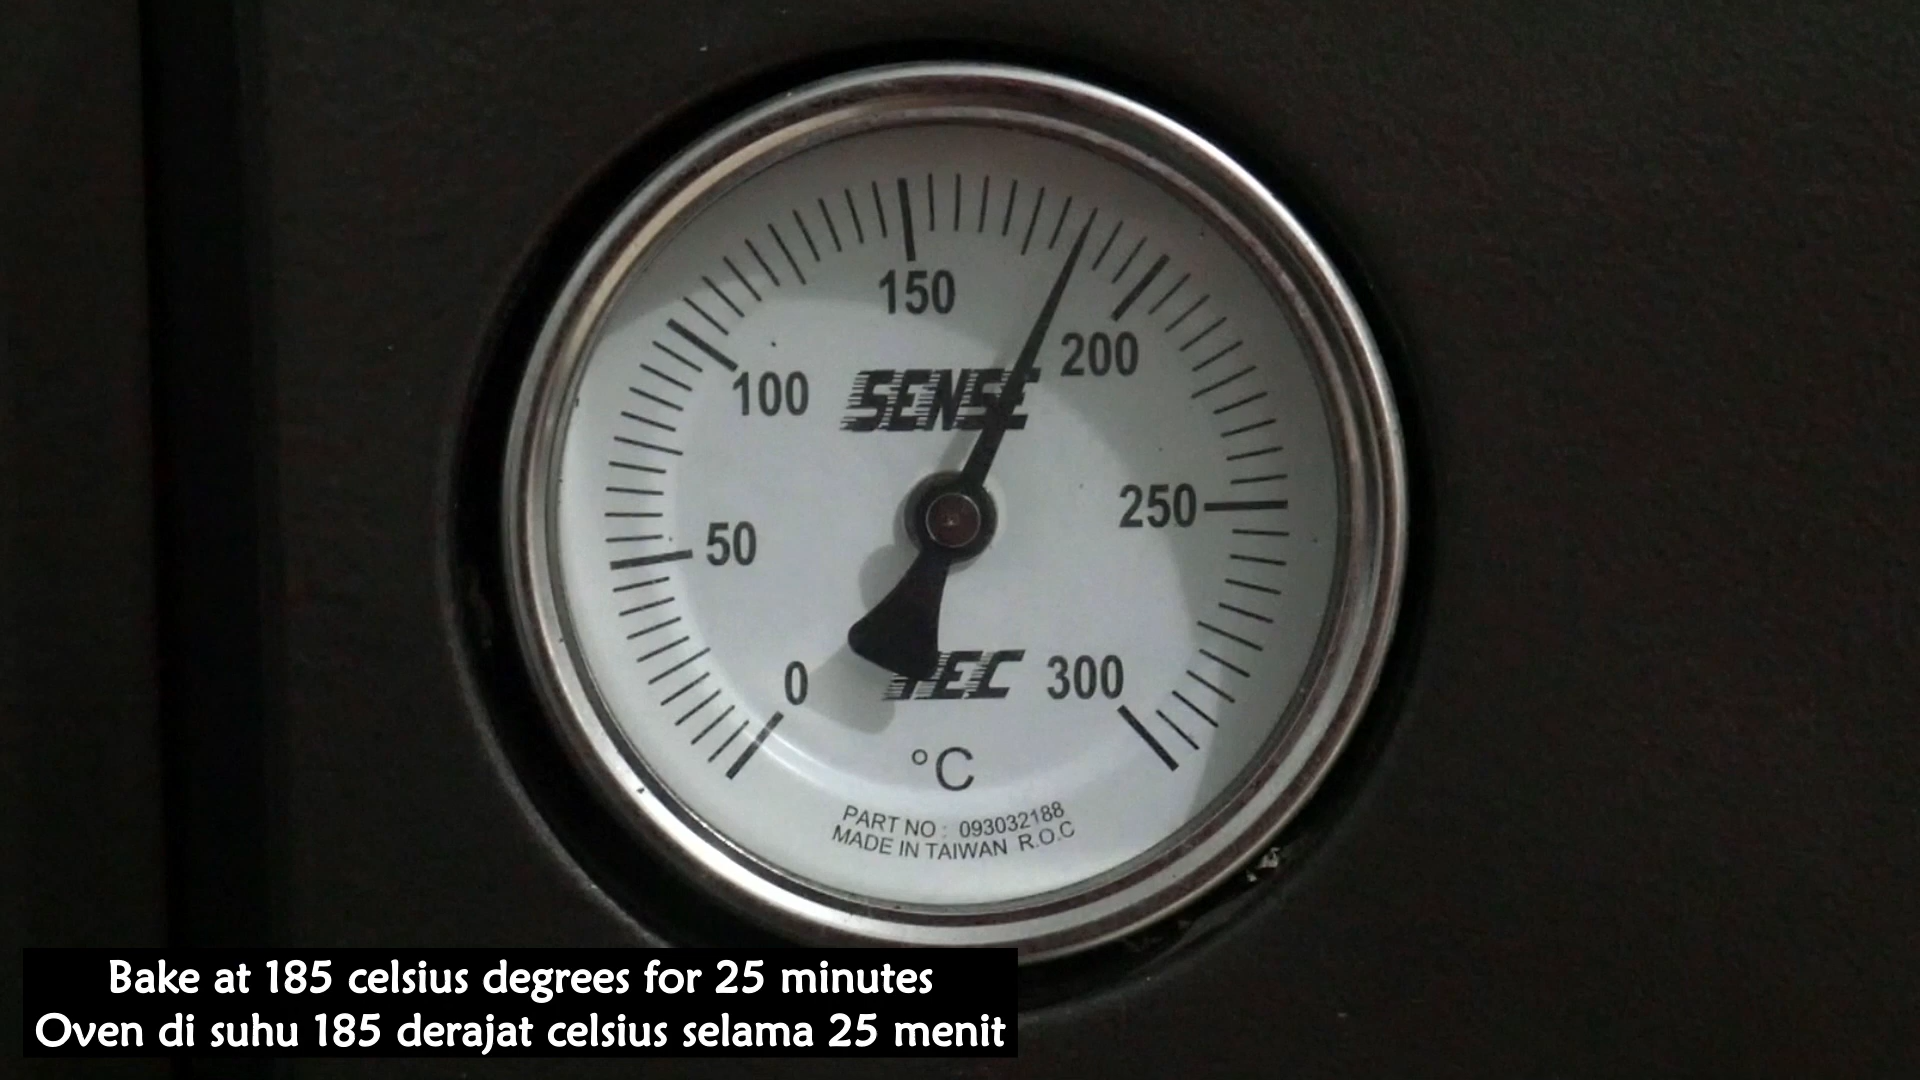 150
200
100
SENSE
250
50
0
TEC
300
°C
PART NO : 093032188
MADE IN TAIWAN R.O.C
Bake at 185 celsius degrees for 25 minutes
Oven di suhu 185 derajat celsius selama 25 menit